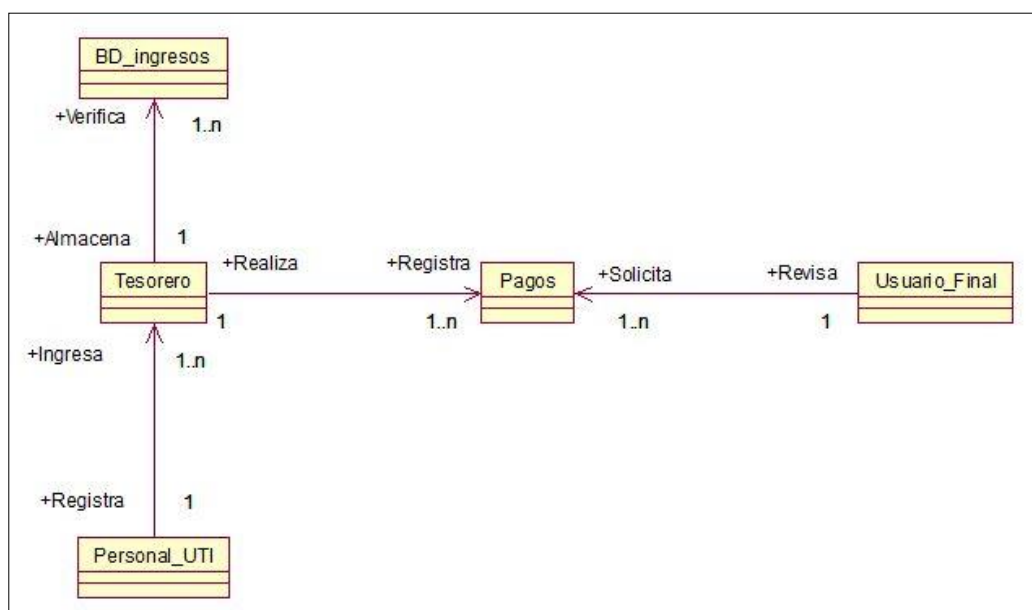 BD_ingresos
+Verifica
1..n
+Almacena
1
Tesorero
+Realiza
+Registra
Pagos
+Solicita
+Revisa
Usuario_Final
1
1..n
1..n
1
+Ingresa
1..n
+Registra
1
Personal_UTI